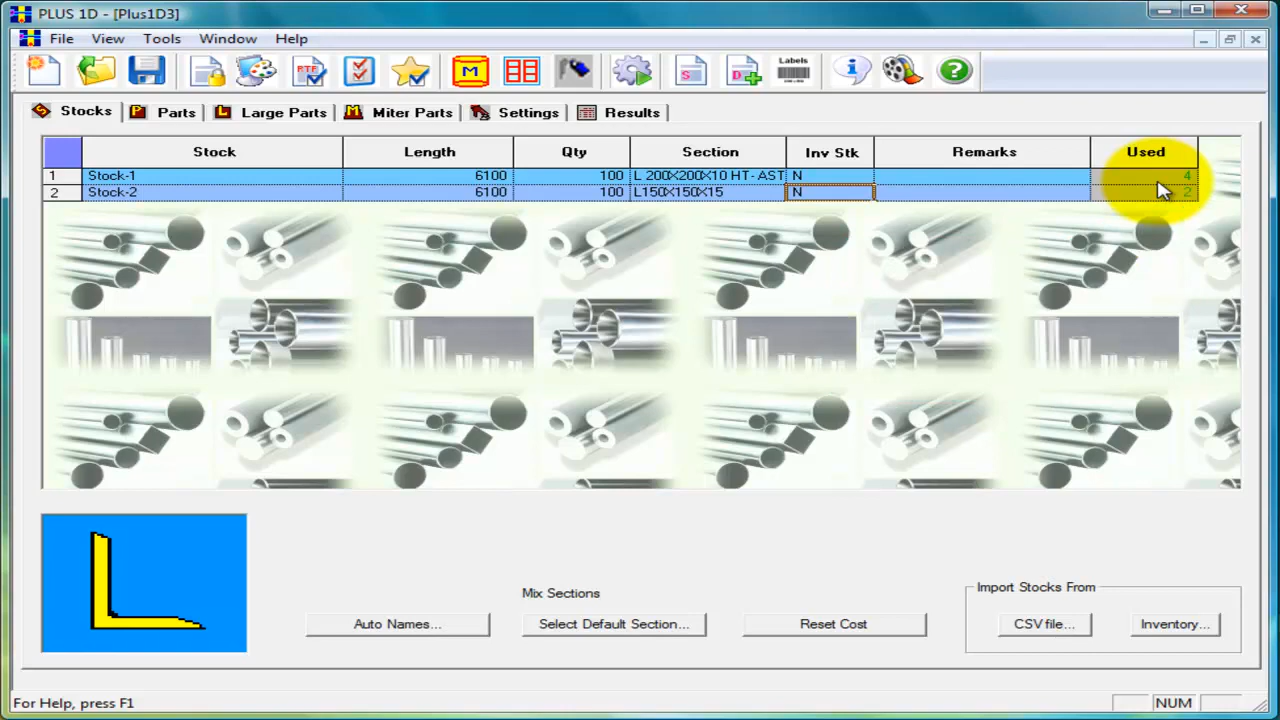 PLUS 1D - [Plus1D3]
File View Tools Window Help
RTF M S D Labels
Stocks Parts Large Parts Miter Parts Settings Results
Stock Length Qty Section Inv Stk Remarks Used
1 Stock-1 6100 100 L 200X200X10 HT- AST N 4
2 Stock-2 6100 100 L150X150X15 N 2
Mix Sections
Import Stocks From
Auto Names... Select Default Section... Reset Cost CSV file... Inventory...
For Help, press F1 NUM